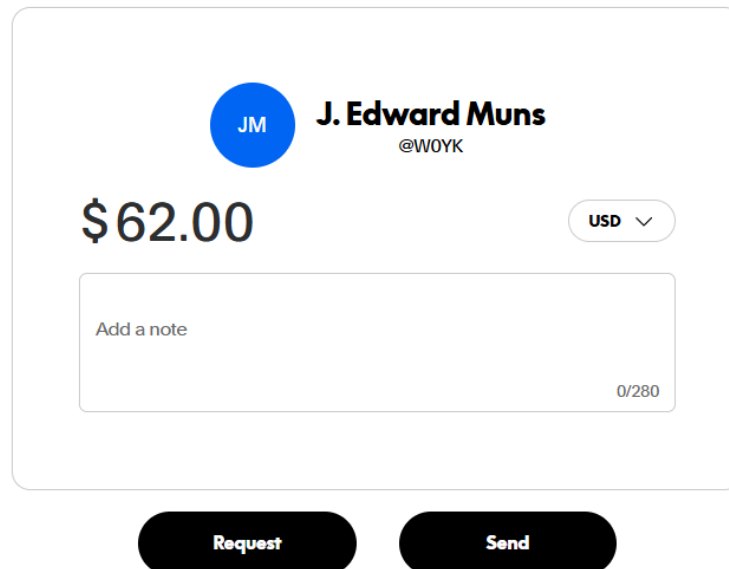 JM
J. Edward Muns
@W0YK
$62.00
USD
Add a note
0/280
Request
Send